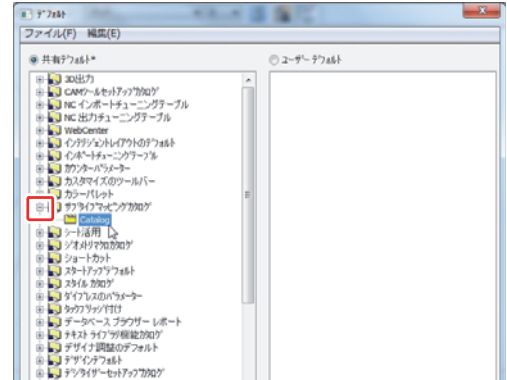 ﾃﾞﾌｫﾙﾄ
ファイル(F) 編集(E)
共有ﾃﾞﾌｫﾙﾄ*
ユーザー ﾃﾞﾌｫﾙﾄ
3D出力
CAMﾂｰﾙｾｯﾄｱｯﾌﾟｶﾀﾛｸﾞ
NC インポートチューニングテーブル
NC 出力チューニングテーブル
WebCenter
ｲﾝﾃﾘｼﾞｪﾝﾄﾚｲｱｳﾄのﾃﾞﾌｫﾙﾄ
ｲﾝﾎﾟｰﾄﾁｭｰﾆﾝｸﾞﾃｰﾌﾞﾙ
ｶｳﾝﾀｰﾊﾟﾗﾒｰﾀｰ
カスタマイズのツールバー
カラーパレット
ｻﾌﾞﾗｲﾌﾞﾏｯﾋﾟﾝｸﾞｶﾀﾛｸﾞ
Catalog
シート活用
ｼﾞｵﾒﾄﾘﾏｸﾛｶﾀﾛｸﾞ
ショートカット
ｽﾀｰﾄｱｯﾌﾟﾃﾞﾌｫﾙﾄ
ｽﾀｲﾙ ｶﾀﾛｸﾞ
ﾀﾞｲﾌﾟﾚｽのﾊﾟﾗﾒｰﾀｰ
ﾀｯｸﾌﾞﾘｯｼﾞ付け
データベース ブラウザー レポート
ﾃｷｽﾄ ﾗｲﾌﾞﾗﾘ機能ｶﾀﾛｸﾞ
デザイナ調整のデフォルト
ﾃﾞｻﾞｲﾝﾃﾞﾌｫﾙﾄ
ﾃﾞｼﾞﾀｲｻﾞｰｾｯﾄｱｯﾌﾟｶﾀﾛｸﾞ